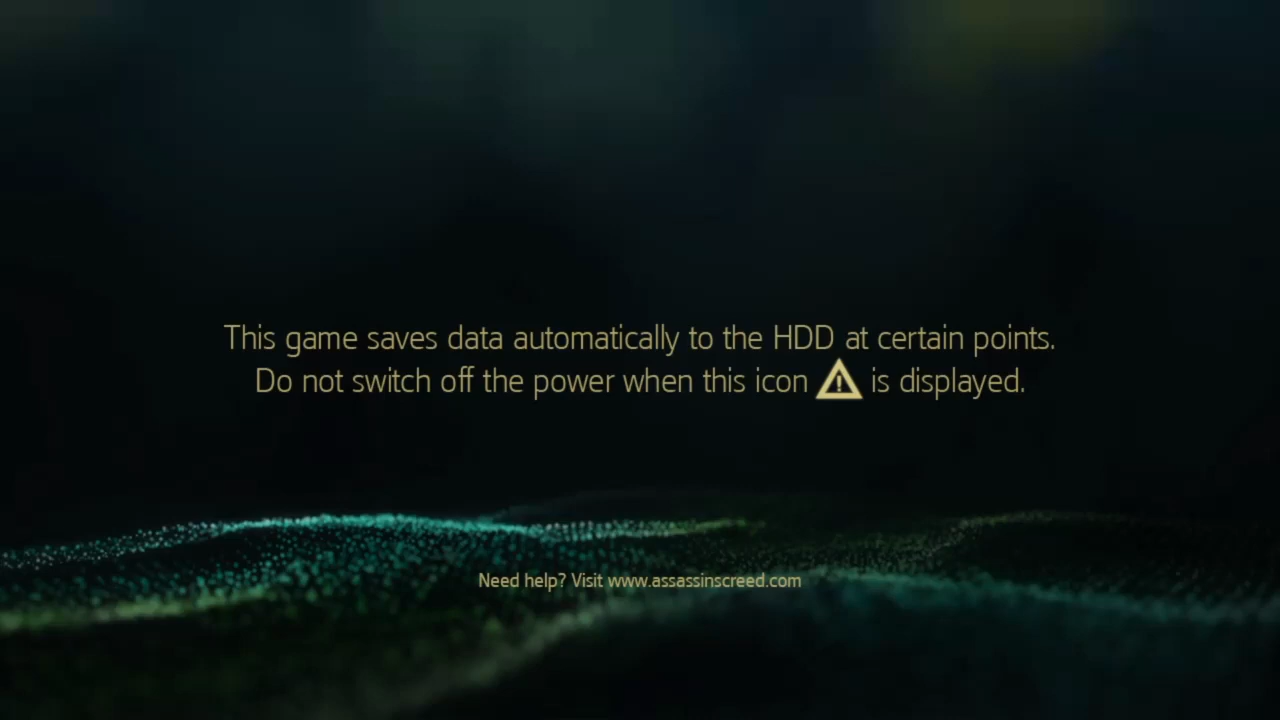 This game saves data automatically to the HDD at certain points.
Do not switch off the power when this icon is displayed.
Need help? Visit www.assassinscreed.com